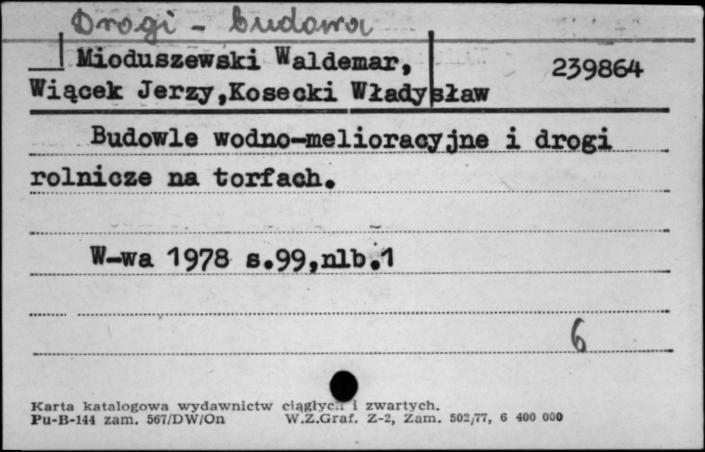 Drogi - budowa
Mioduszewski Waldemar,
239864
Wiącek Jerzy,Kosecki Władysław
Budowle wodno-melioracyjne i drogi
rolnicze na torfach.
W-wa 1978 s.99,nlb.1
6
Karta katalogowa wydawnictw ciągłych i zwartych.
Pu-B-144 zam. 567/DW/On W.Z.Graf. Z-2, Zam. 502/77, 6 400 000